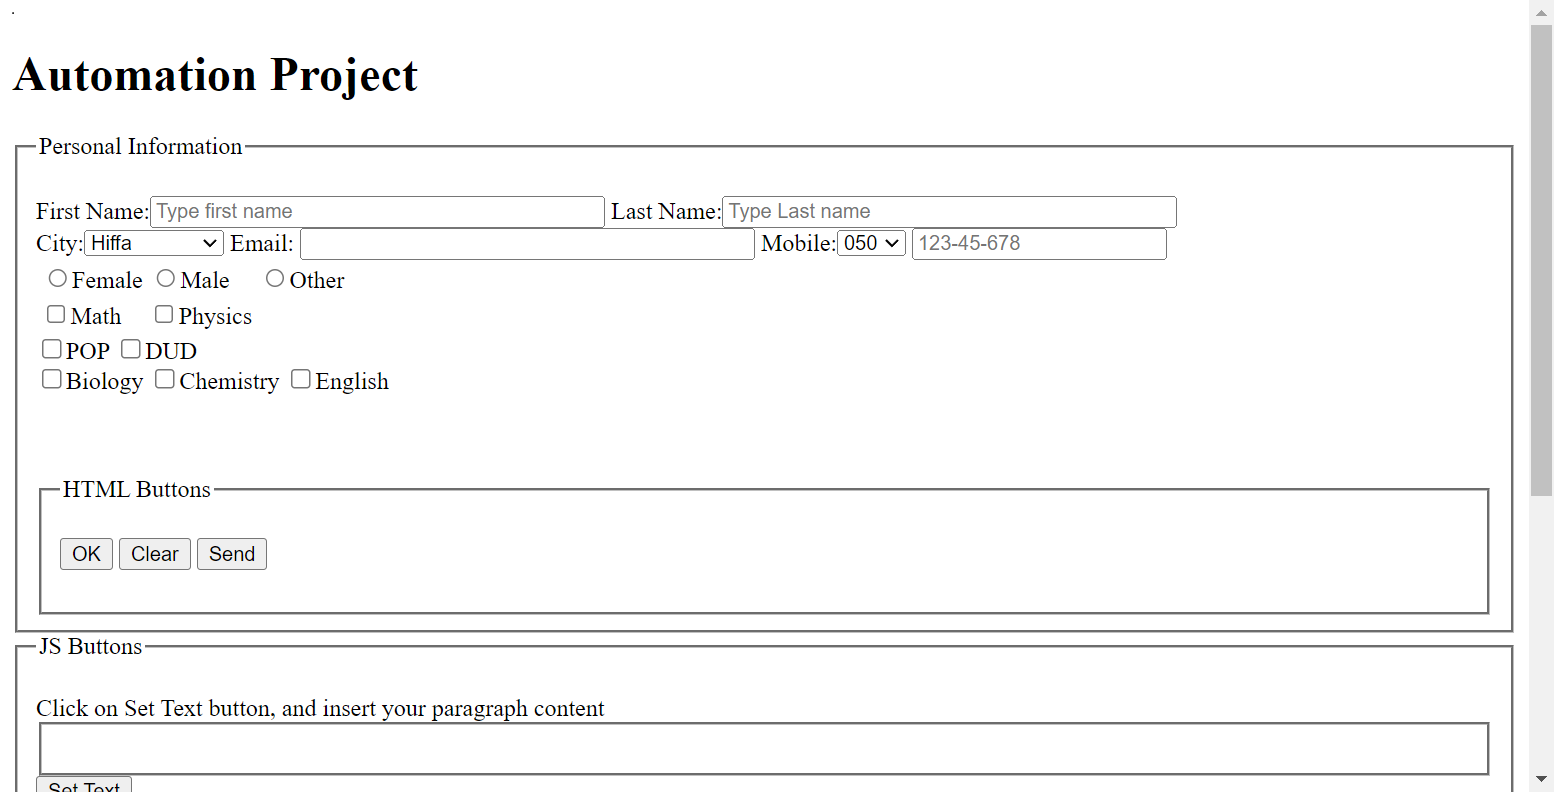 .
Automation Project
Personal Information
First Name: Type first name Last Name: Type Last name
City: Hiffa Email: Mobile: 050 123-45-678
Female Male Other
Math Physics
POP DUD
Biology Chemistry English
HTML Buttons
OK Clear Send
JS Buttons
Click on Set Text button, and insert your paragraph content
Set Text